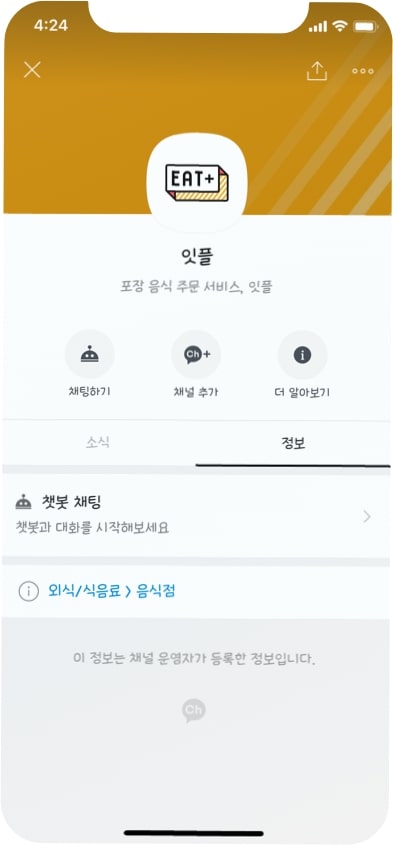 4:24
EAT+
잇플
포장 음식 주문 서비스, 잇플
Ch+
채팅하기
채널 추가
더 알아보기
소식
정보
챗봇 채팅
챗봇과 대화를 시작해보세요
외식/식음료 > 음식점
이 정보는 채널 운영자가 등록한 정보입니다.
Ch